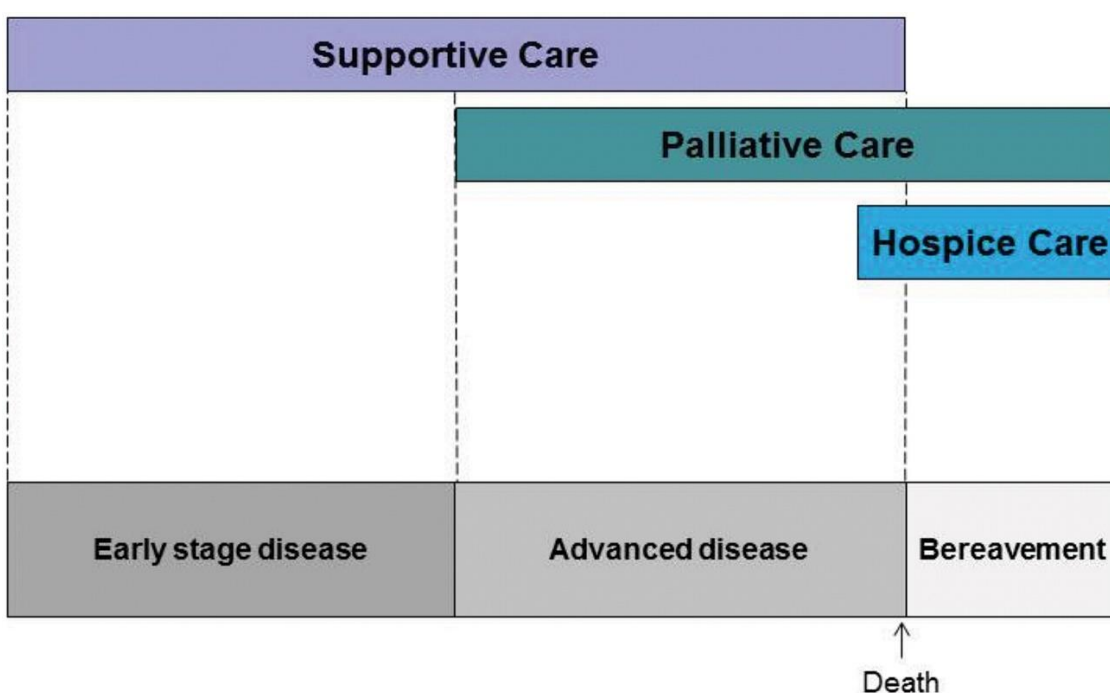 Supportive Care
Palliative Care
Hospice Care
Early stage disease
Advanced disease
Bereavement
Death